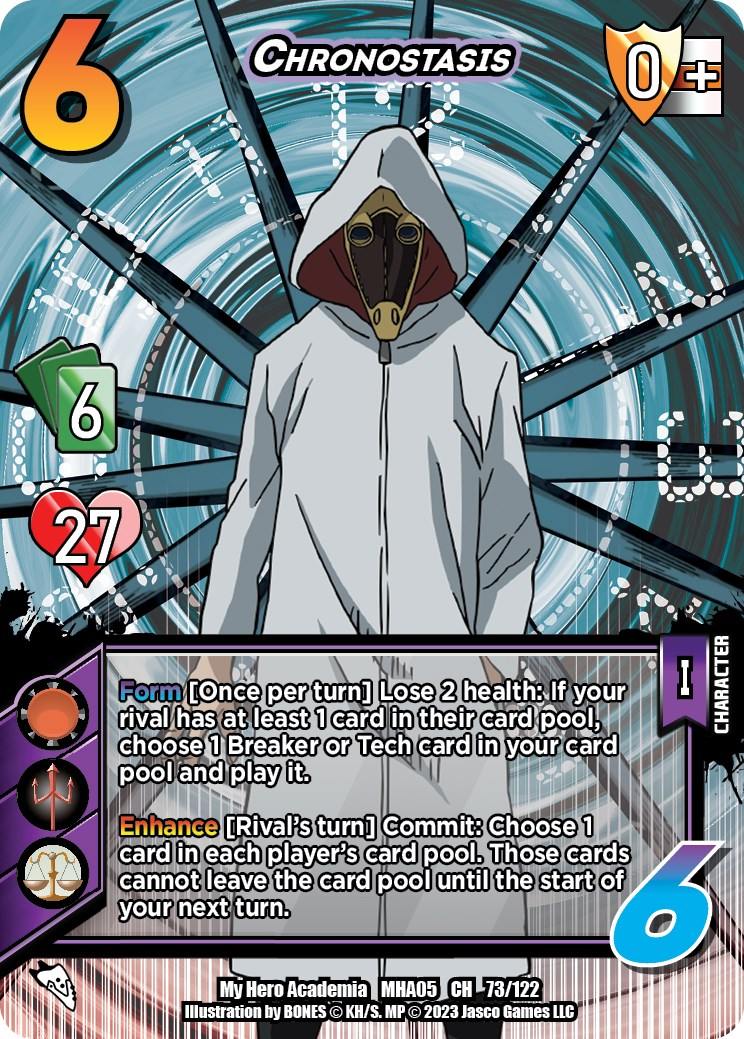 6
CHRONOSTASIS
0 +
6
27
I
CHARACTER
Form [Once per turn] Lose 2 health: If your
rival has at least 1 card in their card pool,
choose 1 Breaker or Tech card in your card
pool and play it.
Enhance [Rival's turn] Commit: Choose 1
card in each player's card pool. Those cards
cannot leave the card pool until the start of
your next turn.
6
My Hero Academia MHA05 CH 73/122
Illustration by BONES © KH/S. MP © 2023 Jasco Games LLC